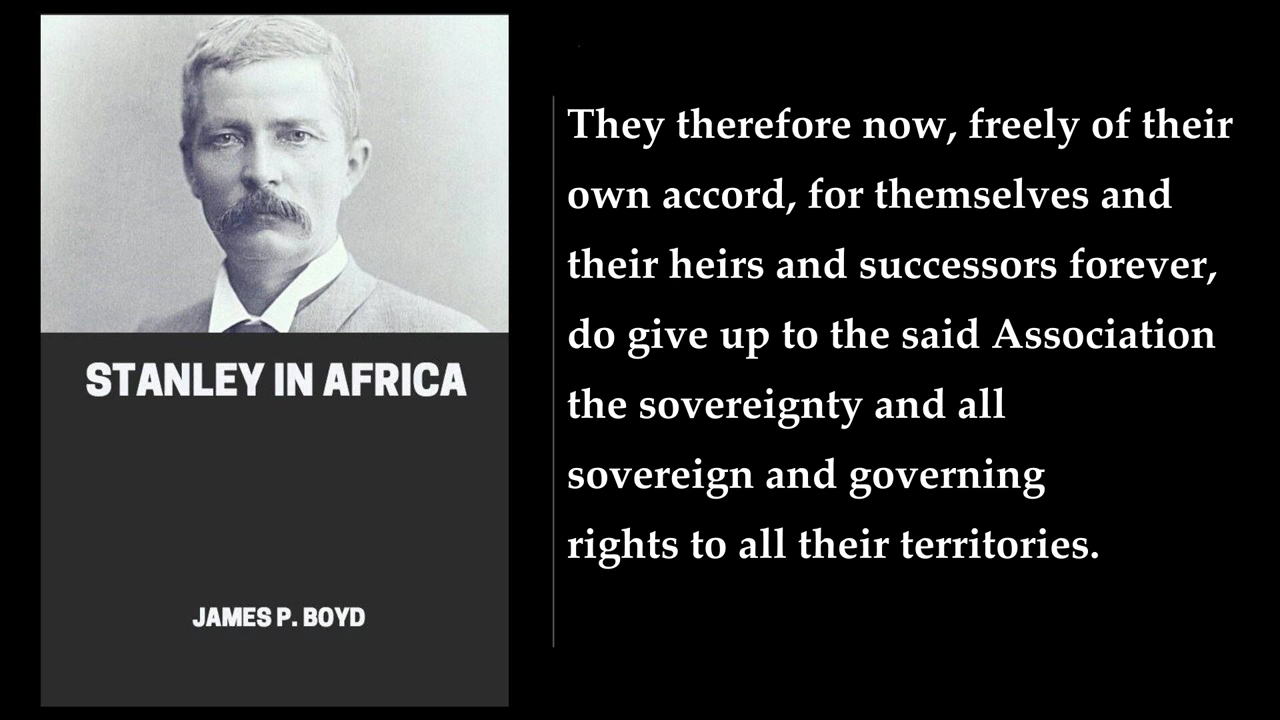 STANLEY IN AFRICA
JAMES P. BOYD
They therefore now, freely of their
own accord, for themselves and
their heirs and successors forever,
do give up to the said Association
the sovereignty and all
sovereign and governing
rights to all their territories.